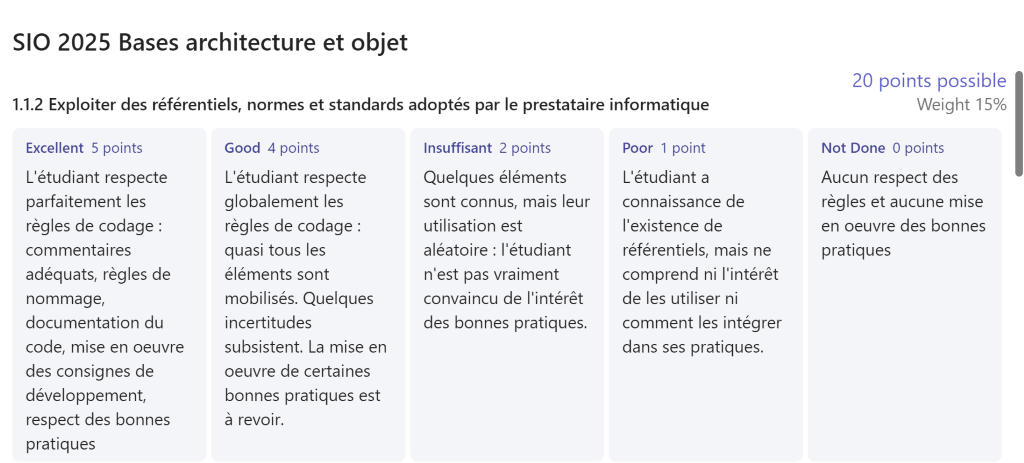 SIO 2025 Bases architecture et objet
20 points possible
1.1.2 Exploiter des référentiels, normes et standards adoptés par le prestataire informatique
Weight 15%
Excellent 5 points
L'étudiant respecte
parfaitement les
règles de codage :
commentaires
adéquats, règles de
nommage,
documentation du
code, mise en oeuvre
des consignes de
développement,
respect des bonnes
pratiques
Good 4 points
L'étudiant respecte
globalement les
règles de codage :
quasi tous les
éléments sont
mobilisés. Quelques
incertitudes
subsistent. La mise en
oeuvre de certaines
bonnes pratiques est
à revoir.
Insuffisant 2 points
Quelques éléments
sont connus, mais leur
utilisation est
aléatoire : l'étudiant
n'est pas vraiment
convaincu de l'intérêt
des bonnes pratiques.
Poor 1 point
L'étudiant a
connaissance de
l'existence de
référentiels, mais ne
comprend ni l'intérêt
de les utiliser ni
comment les intégrer
dans ses pratiques.
Not Done 0 points
Aucun respect des
règles et aucune mise
en oeuvre des bonnes
pratiques